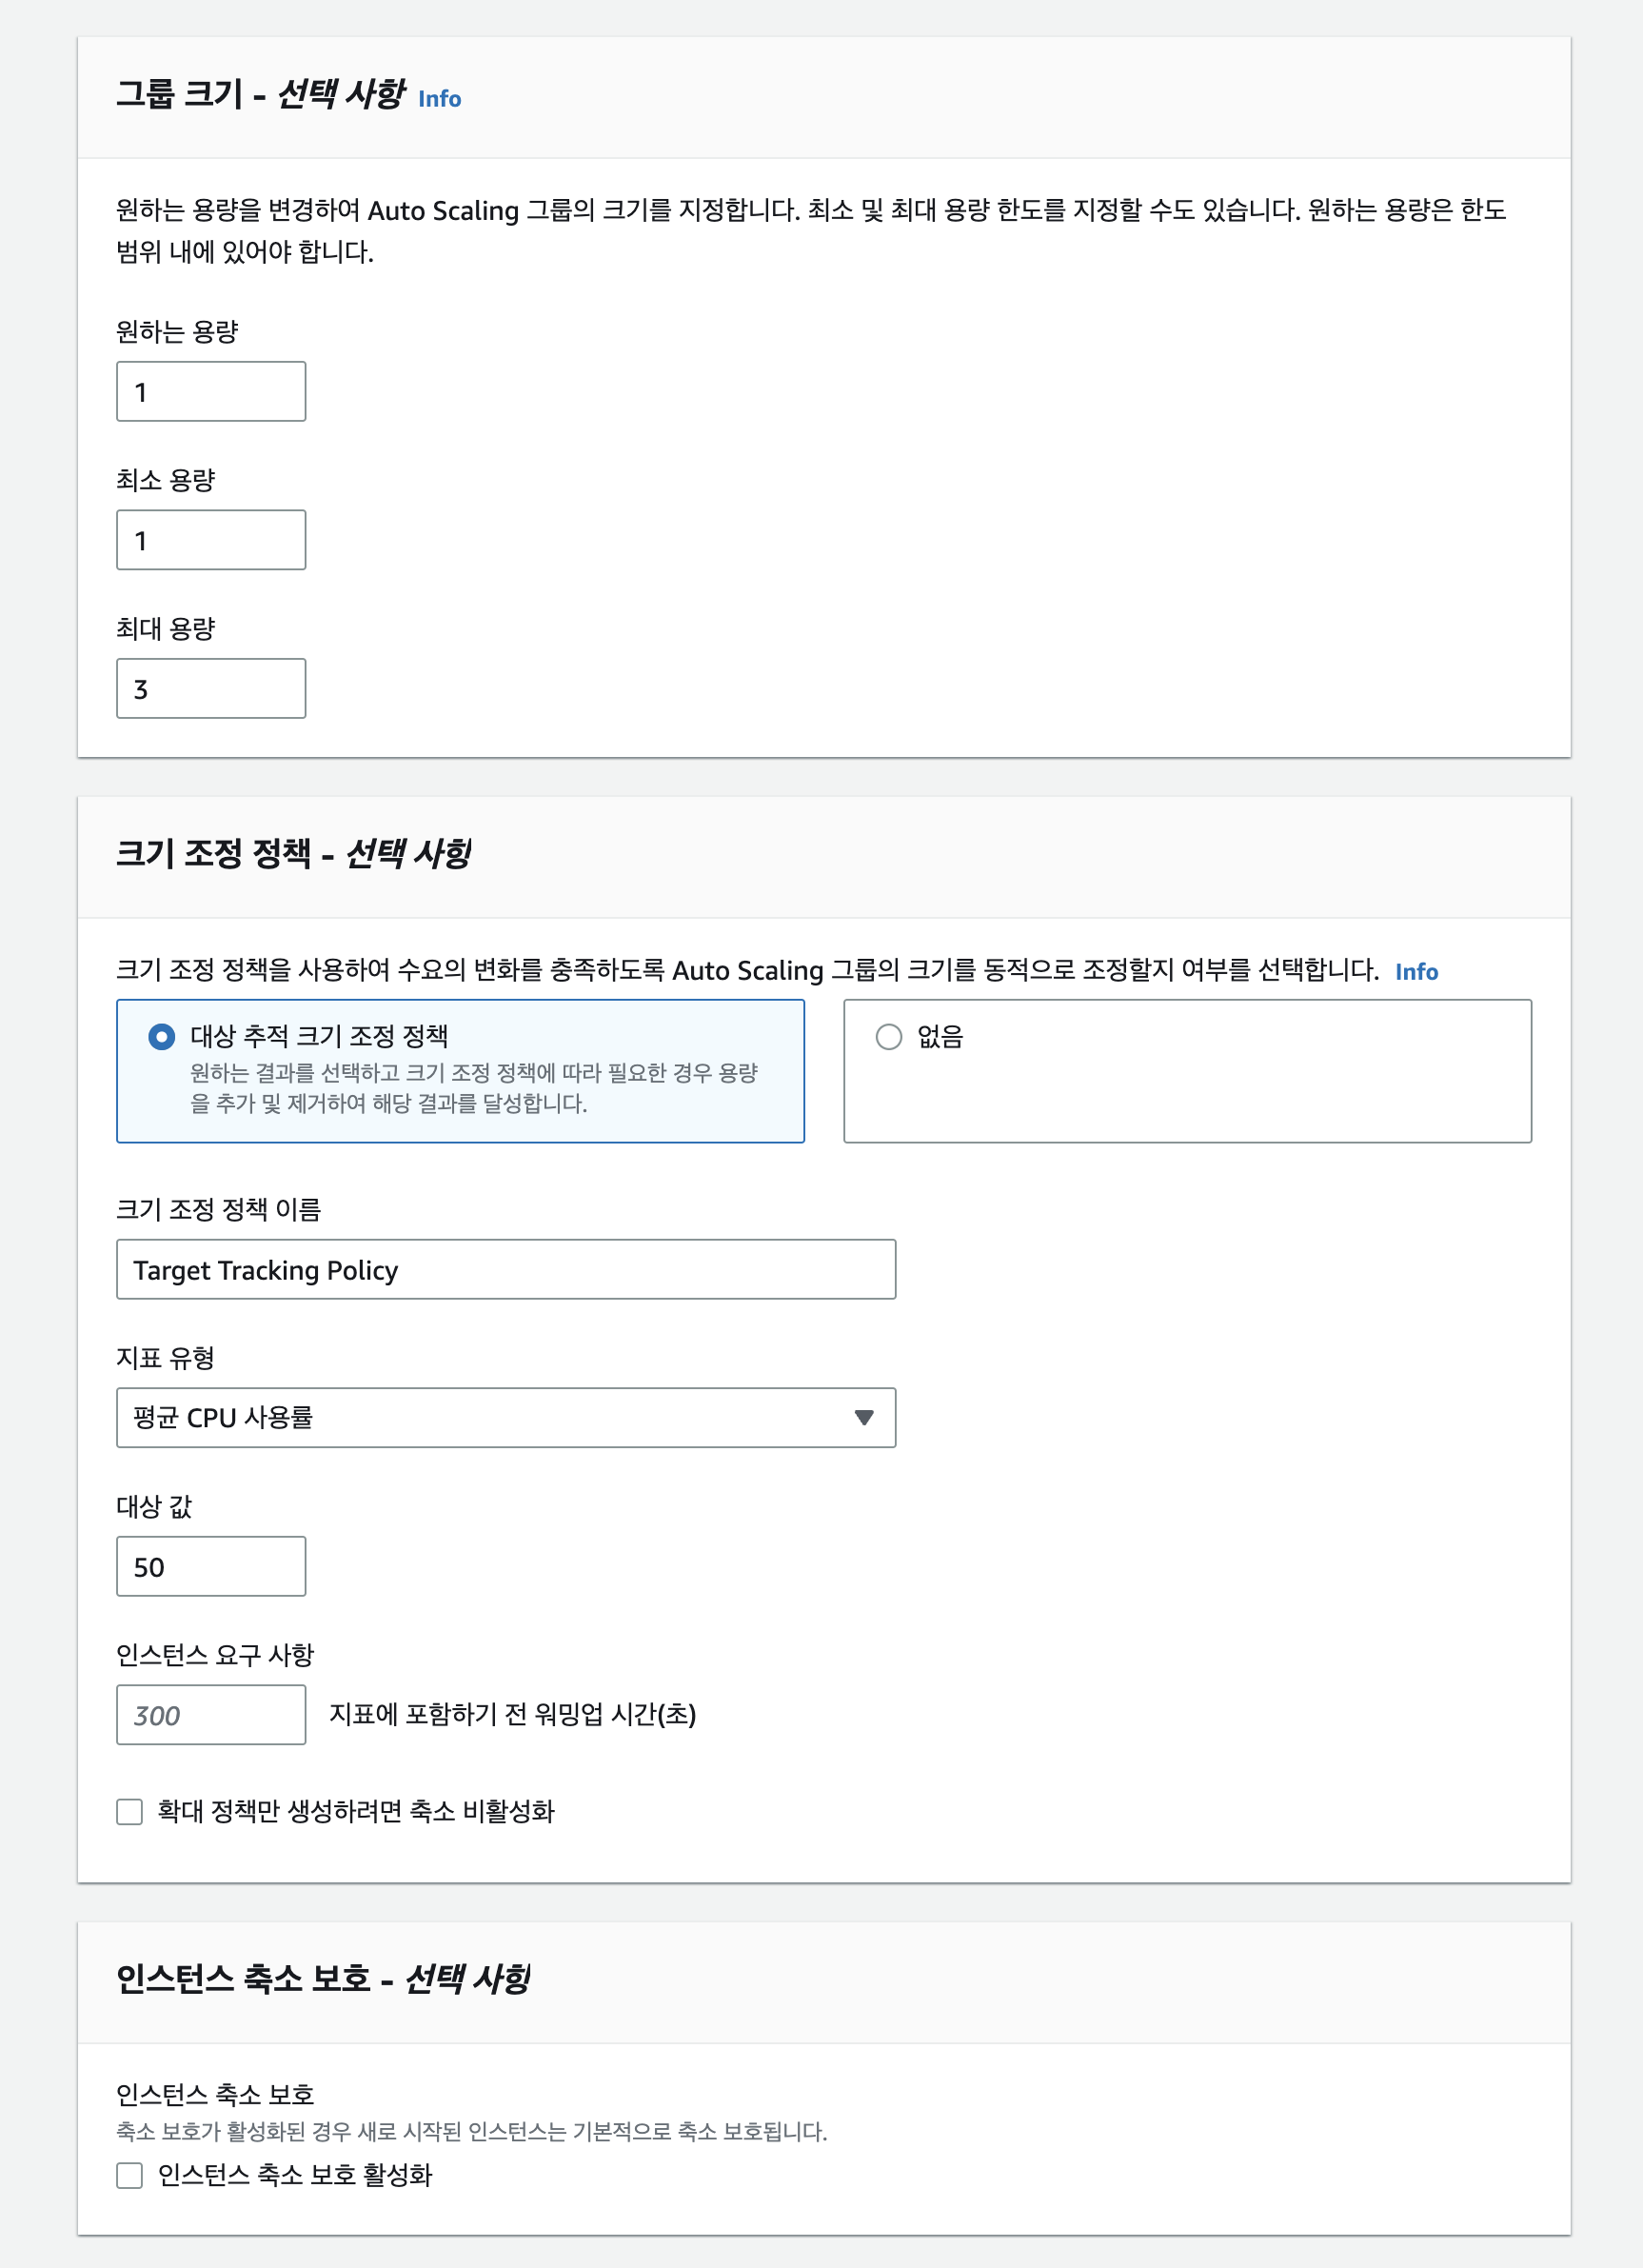 그룹 크기 - 선택 사항 Info
원하는 용량을 변경하여 Auto Scaling 그룹의 크기를 지정합니다. 최소 및 최대 용량 한도를 지정할 수도 있습니다. 원하는 용량은 한도
범위 내에 있어야 합니다.
원하는 용량
1
최소 용량
1
최대 용량
3
크기 조정 정책 - 선택 사항
크기 조정 정책을 사용하여 수요의 변화를 충족하도록 Auto Scaling 그룹의 크기를 동적으로 조정할지 여부를 선택합니다. Info
대상 추적 크기 조정 정책
원하는 결과를 선택하고 크기 조정 정책에 따라 필요한 경우 용량
을 추가 및 제거하여 해당 결과를 달성합니다.
없음
크기 조정 정책 이름
Target Tracking Policy
지표 유형
평균 CPU 사용률
대상 값
50
인스턴스 요구 사항
300 지표에 포함하기 전 워밍업 시간(초)
확대 정책만 생성하려면 축소 비활성화
인스턴스 축소 보호 - 선택 사항
인스턴스 축소 보호
축소 보호가 활성화된 경우 새로 시작된 인스턴스는 기본적으로 축소 보호됩니다.
인스턴스 축소 보호 활성화